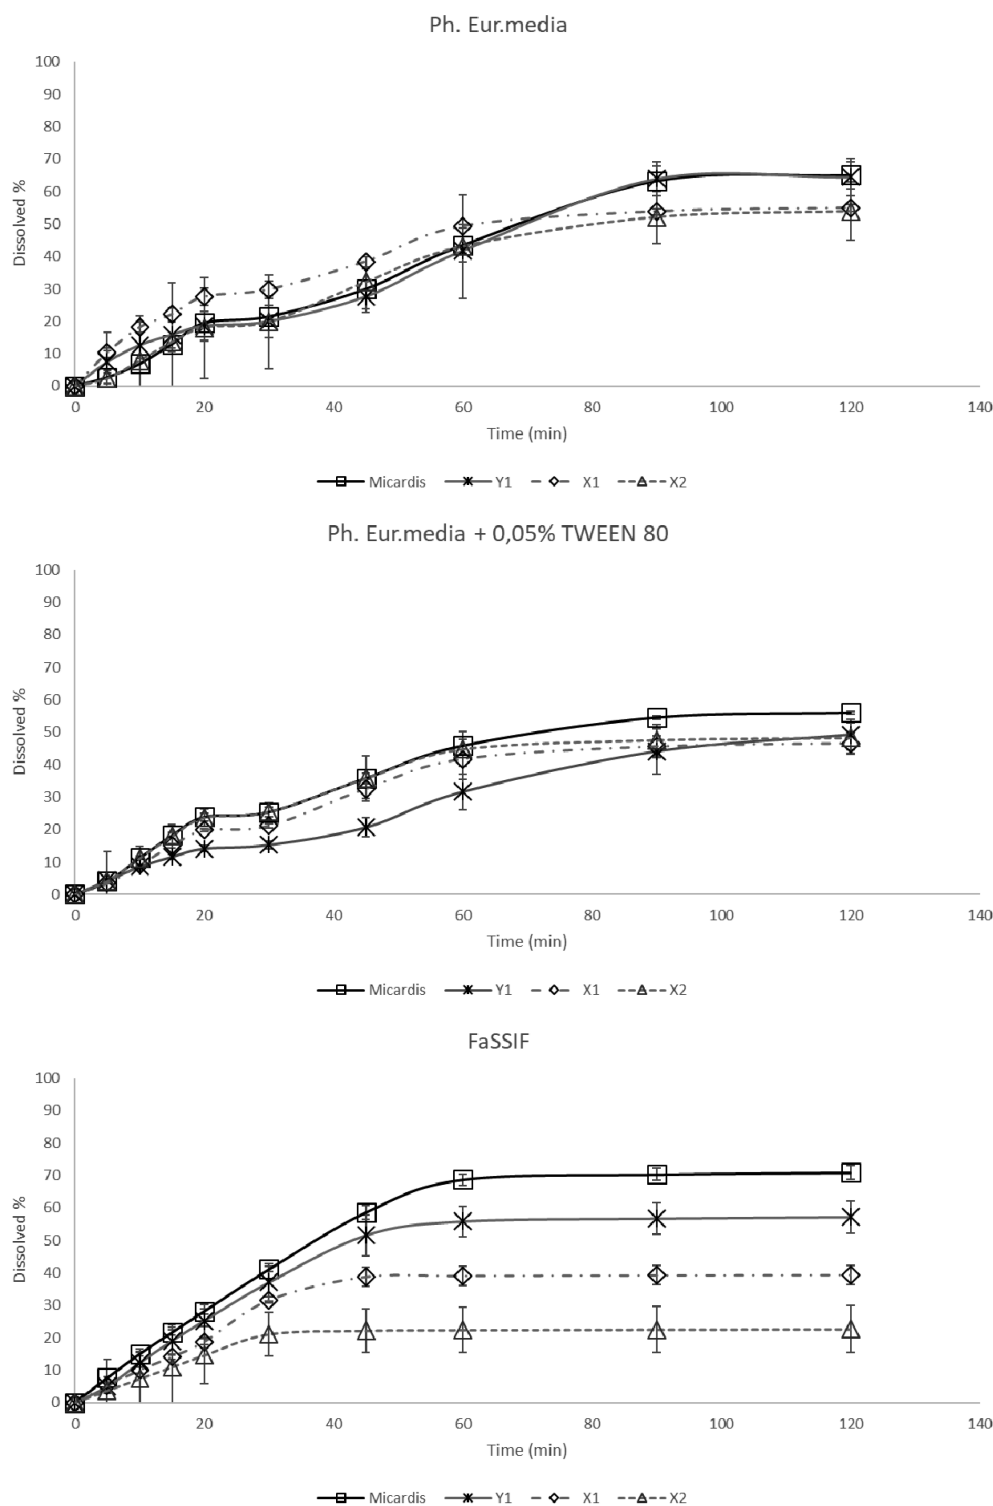 Ph. Eur.media
100
90
80
70
60
50
40
30
20
10
0
Dissolved %
0 20 40 60 80 100 120 140
Time (min)
Micardis Y1 X1 X2
Ph. Eur.media + 0,05% TWEEN 80
100
90
80
70
60
50
40
30
20
10
0
Dissolved %
0 20 40 60 80 100 120 140
Time (min)
Micardis Y1 X1 X2
FaSSIF
100
90
80
70
60
50
40
30
20
10
0
Dissolved %
0 20 40 60 80 100 120 140
Time (min)
Micardis Y1 X1 X2